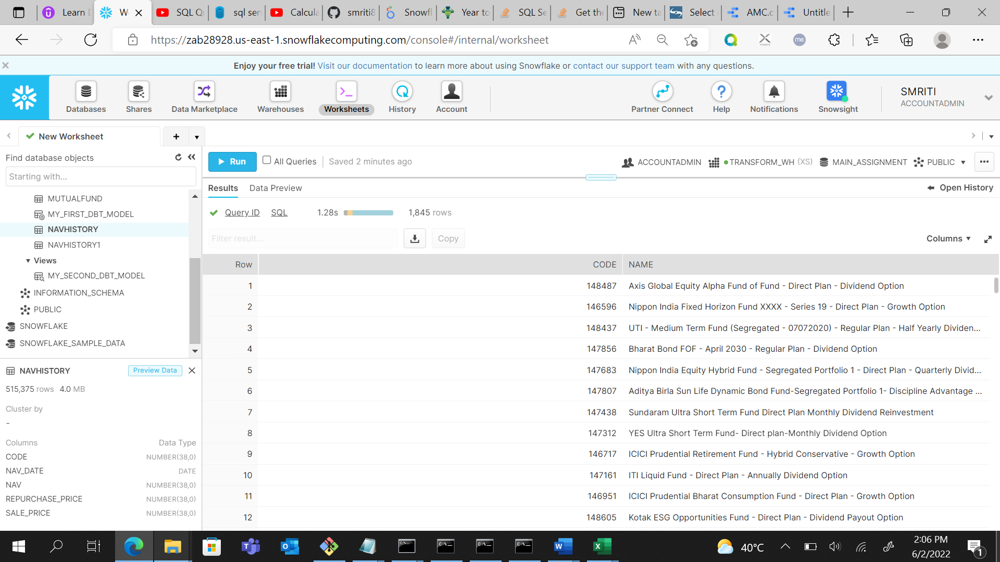 Learn D
Wo
SQL Qu
sql serv
Calcula
smriti8
Snowfl
Year to
SQL Se
Get the
New ta
Select
AMC.c
Untitle
https://zab28928.us-east-1.snowflakecomputing.com/console#/internal/worksheet
me
Enjoy your free trial! Visit our documentation to learn more about using Snowflake or contact our support team with any questions.
Databases
Shares
Data Marketplace
Warehouses
Worksheets
History
Account
Partner Connect
Help
Notifications
Snowsight
SMRITI
ACCOUNTADMIN
New Worksheet
Find database objects
Starting with...
MUTUALFUND
MY_FIRST_DBT_MODEL
NAVHISTORY
NAVHISTORY1
Views
MY_SECOND_DBT_MODEL
INFORMATION_SCHEMA
PUBLIC
SNOWFLAKE
SNOWFLAKE_SAMPLE_DATA
NAVHISTORY Preview Data
515,375 rows 4.0 MB
Cluster by
-
Columns Data Type
CODE NUMBER(38,0)
NAV_DATE DATE
NAV NUMBER(38,0)
REPURCHASE_PRICE NUMBER(38,0)
SALE_PRICE NUMBER(38,0)
Run All Queries Saved 2 minutes ago
ACCOUNTADMIN TRANSFORM_WH (XS) MAIN_ASSIGNMENT PUBLIC
Results Data Preview Open History
Query ID SQL 1.28s 1,845 rows
Filter result... Copy Columns
Row CODE NAME
1 148487 Axis Global Equity Alpha Fund of Fund - Direct Plan - Dividend Option
2 146596 Nippon India Fixed Horizon Fund XXXX - Series 19 - Direct Plan - Growth Option
3 148437 UTI - Medium Term Fund (Segregated - 07072020) - Regular Plan - Half Yearly Dividen...
4 147856 Bharat Bond FOF - April 2030 - Regular Plan - Dividend Option
5 147683 Nippon India Equity Hybrid Fund - Segregated Portfolio 1 - Direct Plan - Quarterly Divid...
6 147807 Aditya Birla Sun Life Dynamic Bond Fund-Segregated Portfolio 1- Discipline Advantage ...
7 147438 Sundaram Ultra Short Term Fund Direct Plan Monthly Dividend Reinvestment
8 147312 YES Ultra Short Term Fund- Direct plan-Monthly Dividend Option
9 146717 ICICI Prudential Retirement Fund - Hybrid Conservative - Growth Option
10 147161 ITI Liquid Fund - Direct Plan - Annually Dividend Option
11 146951 ICICI Prudential Bharat Consumption Fund - Direct Plan - Growth Option
12 148605 Kotak ESG Opportunities Fund - Direct Plan - Dividend Payout Option
40°C
2:06 PM
6/2/2022
1